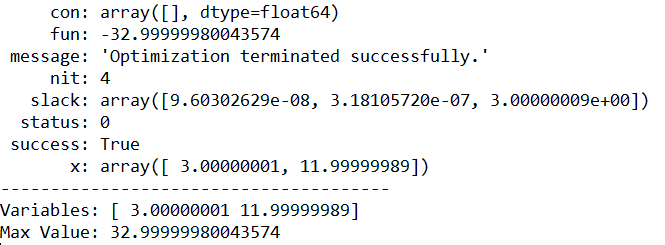 con: array([], dtype=float64)
fun: -32.99999980043574
message: 'Optimization terminated successfully.'
nit: 4
slack: array([9.60302629e-08, 3.18105720e-07, 3.00000009e+00])
status: 0
success: True
x: array([ 3.00000001, 11.99999989])
---------------------------------------
Variables: [ 3.00000001 11.99999989]
Max Value: 32.99999980043574